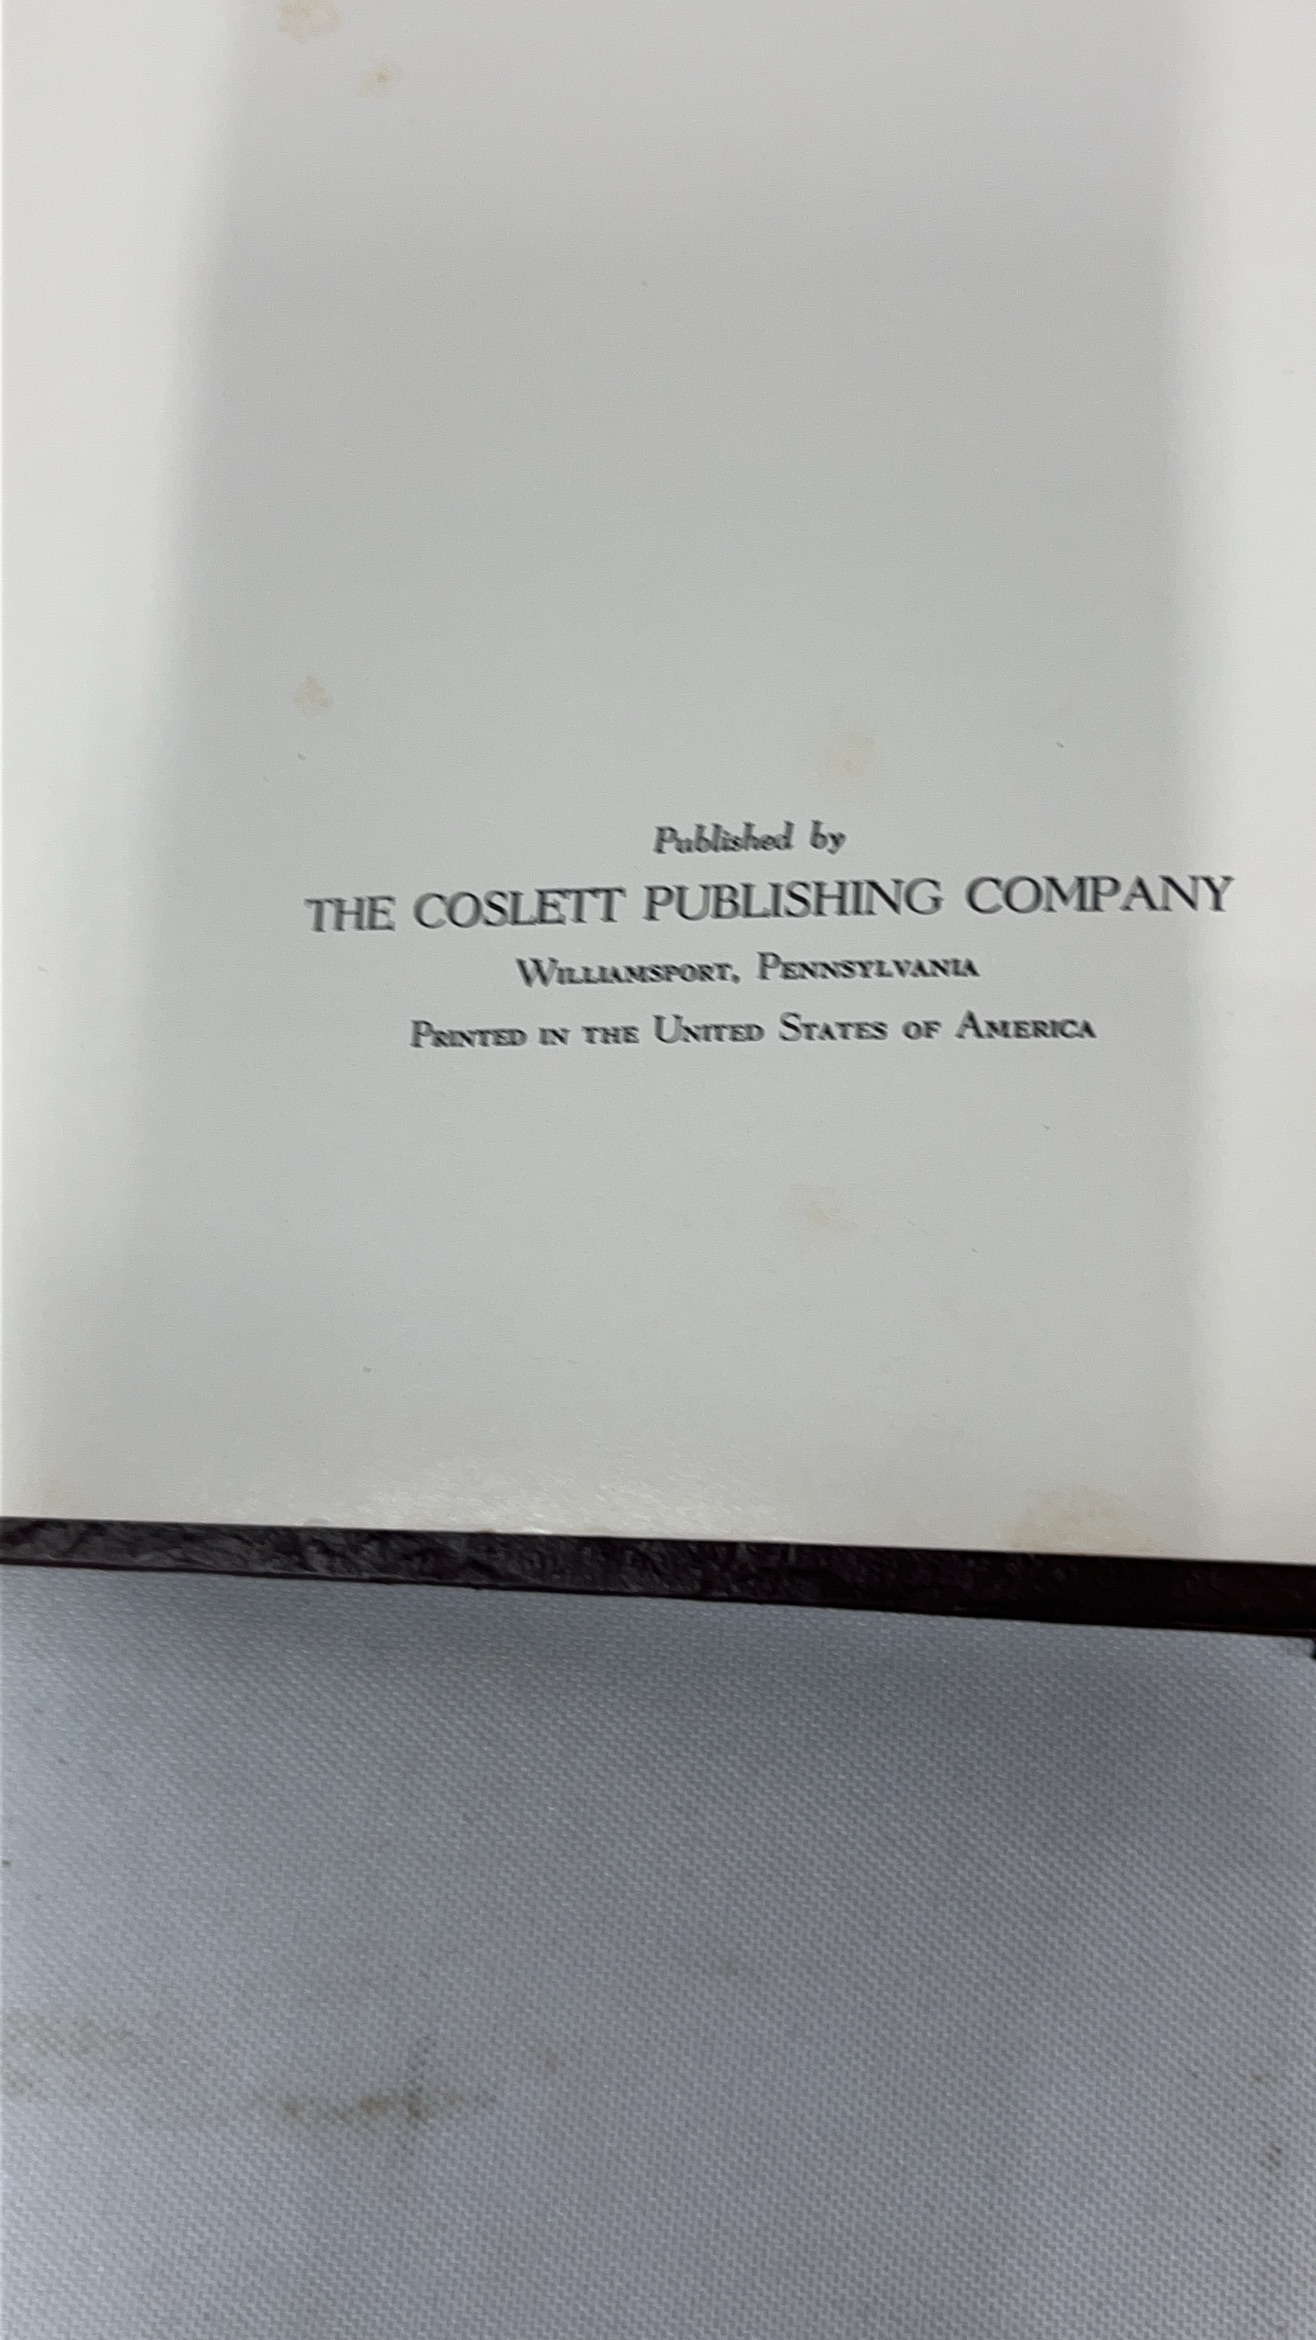 Published by
THE COSLETT PUBLISHING COMPANY
Williamsport, Pennsylvania
Printed in the United States of America